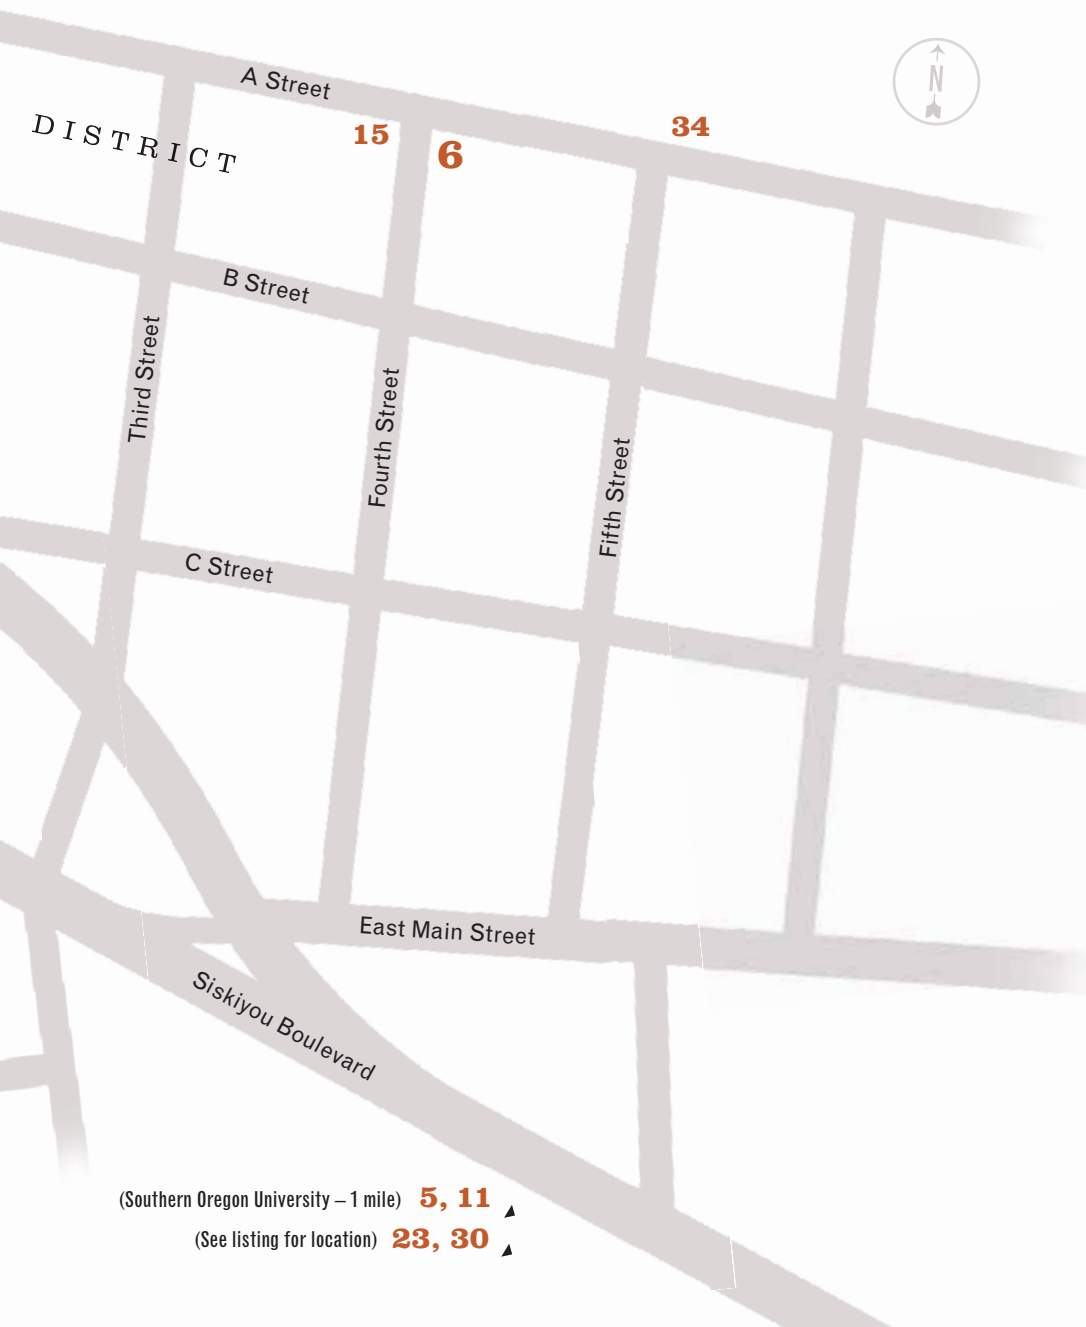 A Street
N
DISTRICT
15
6
34
B Street
Third Street
Fourth Street
Fifth Street
C Street
East Main Street
Siskiyou Boulevard
(Southern Oregon University – 1 mile) 5, 11
(See listing for location) 23, 30